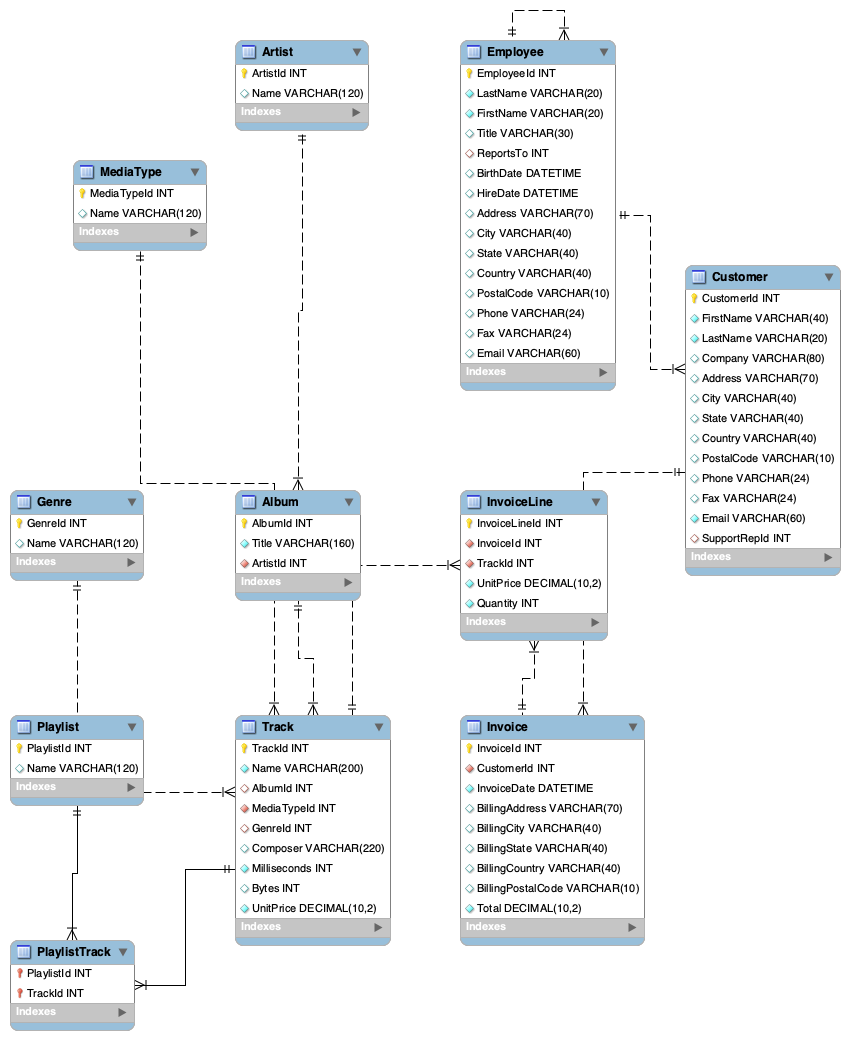 Artist
ArtistId INT
Name VARCHAR(120)
Indexes
Employee
EmployeeId INT
LastName VARCHAR(20)
FirstName VARCHAR(20)
Title VARCHAR(30)
ReportsTo INT
BirthDate DATETIME
HireDate DATETIME
Address VARCHAR(70)
City VARCHAR(40)
State VARCHAR(40)
Country VARCHAR(40)
PostalCode VARCHAR(10)
Phone VARCHAR(24)
Fax VARCHAR(24)
Email VARCHAR(60)
Indexes
MediaType
MediaTypeId INT
Name VARCHAR(120)
Indexes
Customer
CustomerId INT
FirstName VARCHAR(40)
LastName VARCHAR(20)
Company VARCHAR(80)
Address VARCHAR(70)
City VARCHAR(40)
State VARCHAR(40)
Country VARCHAR(40)
PostalCode VARCHAR(10)
Phone VARCHAR(24)
Fax VARCHAR(24)
Email VARCHAR(60)
SupportRepId INT
Indexes
Genre
GenreId INT
Name VARCHAR(120)
Indexes
Album
AlbumId INT
Title VARCHAR(160)
ArtistId INT
Indexes
InvoiceLine
InvoiceLineId INT
InvoiceId INT
TrackId INT
UnitPrice DECIMAL(10,2)
Quantity INT
Indexes
Playlist
PlaylistId INT
Name VARCHAR(120)
Indexes
Track
TrackId INT
Name VARCHAR(200)
AlbumId INT
MediaTypeId INT
GenreId INT
Composer VARCHAR(220)
Milliseconds INT
Bytes INT
UnitPrice DECIMAL(10,2)
Indexes
Invoice
InvoiceId INT
CustomerId INT
InvoiceDate DATETIME
BillingAddress VARCHAR(70)
BillingCity VARCHAR(40)
BillingState VARCHAR(40)
BillingCountry VARCHAR(40)
BillingPostalCode VARCHAR(10)
Total DECIMAL(10,2)
Indexes
PlaylistTrack
PlaylistId INT
TrackId INT
Indexes